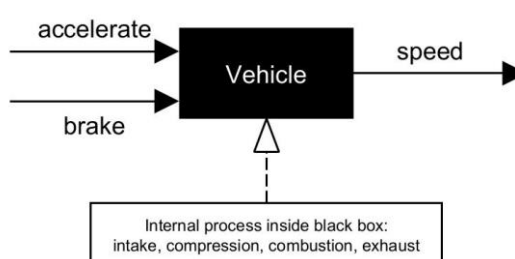 accelerate
brake
Vehicle
speed
Internal process inside black box:
intake, compression, combustion, exhaust